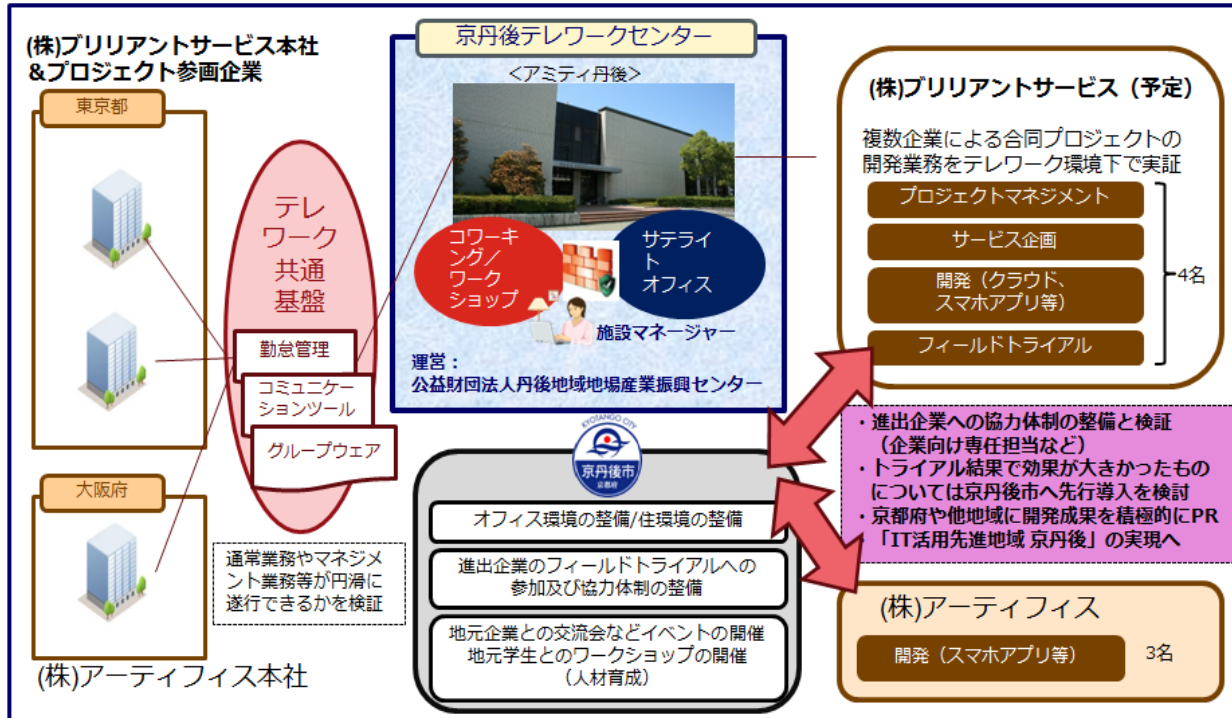 (株)ブリリアントサービス本社
&プロジェクト参画企業
東京都
大阪府
(株)アーティフィス本社
テレ
ワーク
共通
基盤
勤怠管理
コミュニケー
ションツール
グループウェア
通常業務やマネジ
メント業務等が円滑に
遂行できるかを検証
京丹後テレワークセンター
<アミティ丹後>
コワーキ
ング/
ワーク
ショップ
サテライ
ト
オフィス
施設マネージャー
運営:
公益財団法人丹後地域地場産業振興センター
KYOTANGO CITY
京丹後市
京都府
オフィス環境の整備/住環境の整備
進出企業のフィールドトライアルへの
参加及び協力体制の整備
地元企業との交流会などイベントの開催
地元学生とのワークショップの開催
(人材育成)
(株)ブリリアントサービス(予定)
複数企業による合同プロジェクトの
開発業務をテレワーク環境下で実証
プロジェクトマネジメント
サービス企画
開発(クラウド、
スマホアプリ等)
フィールドトライアル
4名
・進出企業への協力体制の整備と検証
(企業向け専任担当など)
・トライアル結果で効果が大きかったもの
については京丹後市へ先行導入を検討
・京都府や他地域に開発成果を積極的にPR
「IT活用先進地域 京丹後」の実現へ
(株)アーティフィス
開発(スマホアプリ等)
3名